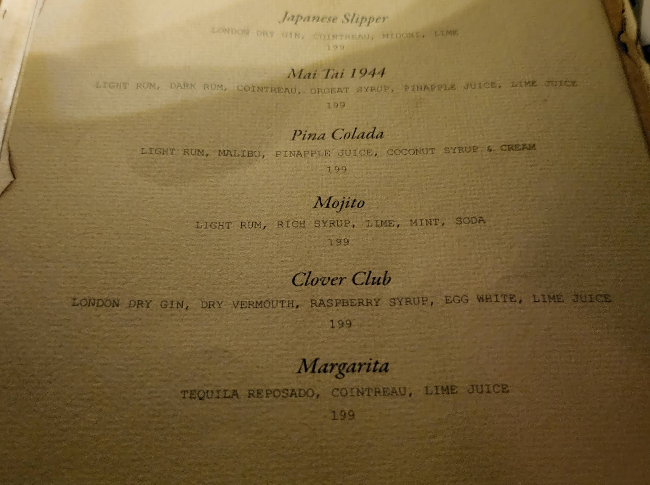 Japanese Slipper
LONDON DRY GIN, COINTREAU, MIDORI, LIME
199
Mai Tai 1944
LIGHT RUM, DARK RUM, COINTREAU, ORGEAT SYRUP, PINAPPLE JUICE, LIME JUICE
199
Pina Colada
LIGHT RUM, MALIBU, PINAPPLE JUICE, COCONUT SYRUP & CREAM
199
Mojito
LIGHT RUM, RICH SYRUP, LIME, MINT, SODA
199
Clover Club
LONDON DRY GIN, DRY VERMOUTH, RASPBERRY SYRUP, EGG WHITE, LIME JUICE
199
Margarita
TEQUILA REPOSADO, COINTREAU, LIME JUICE
199